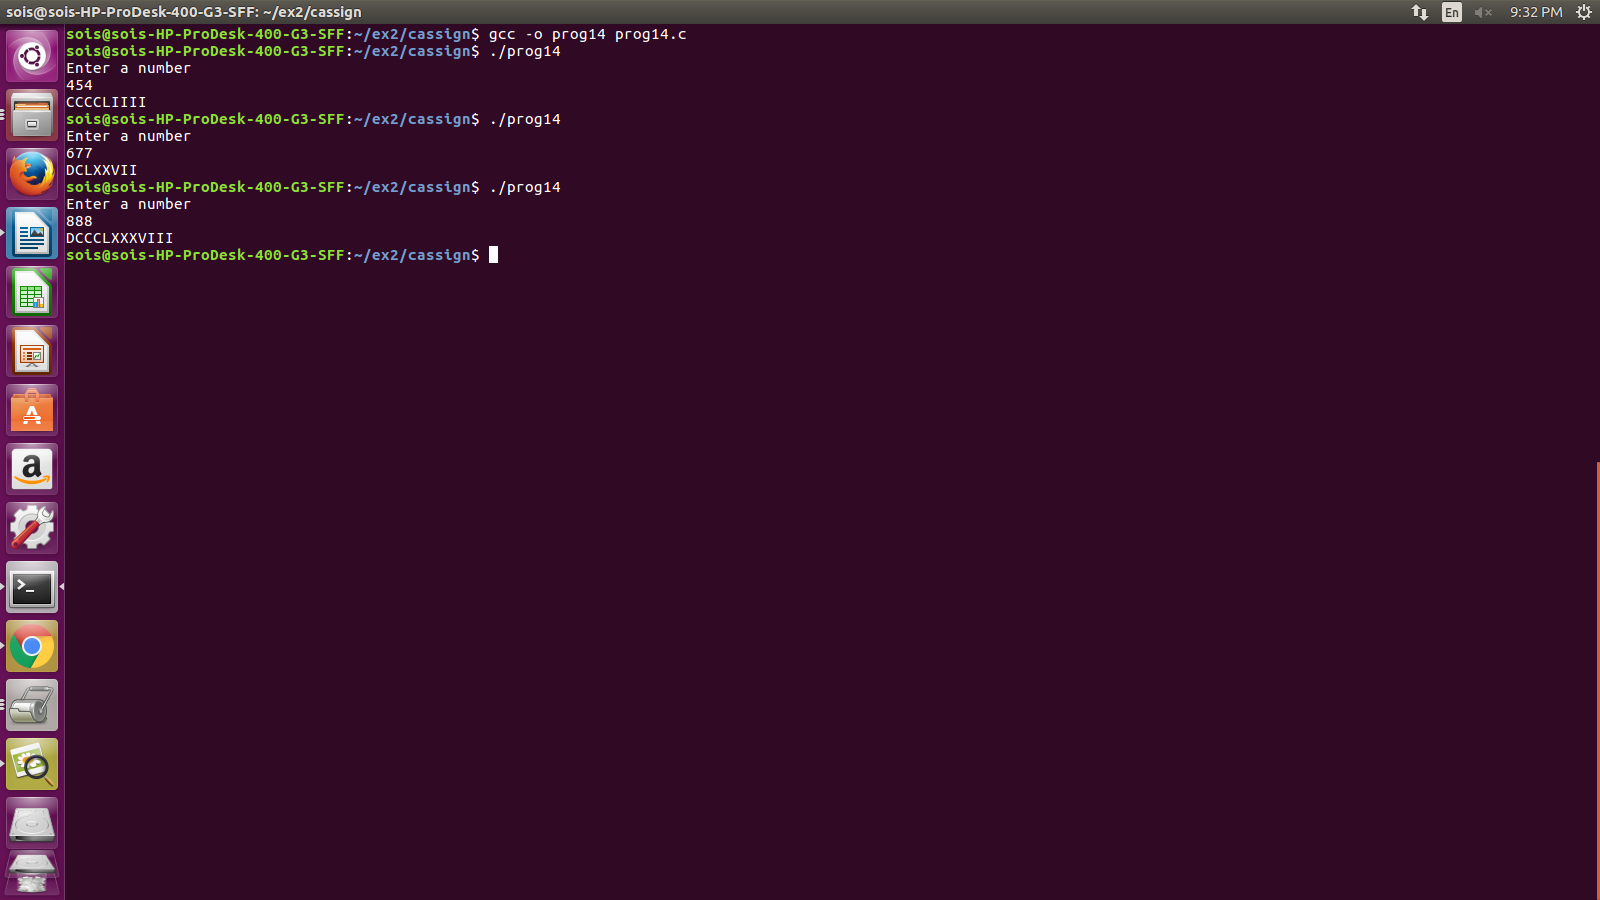 sois@sois-HP-ProDesk-400-G3-SFF: ~/ex2/cassign
En
9:32 PM
sois@sois-HP-ProDesk-400-G3-SFF:~/ex2/cassign$ gcc -o prog14 prog14.c
sois@sois-HP-ProDesk-400-G3-SFF:~/ex2/cassign$ ./prog14
Enter a number
454
CCCCLIIII
sois@sois-HP-ProDesk-400-G3-SFF:~/ex2/cassign$ ./prog14
Enter a number
677
DCLXXVII
sois@sois-HP-ProDesk-400-G3-SFF:~/ex2/cassign$ ./prog14
Enter a number
888
DCCCLXXXVIII
sois@sois-HP-ProDesk-400-G3-SFF:~/ex2/cassign$
A
a
>_